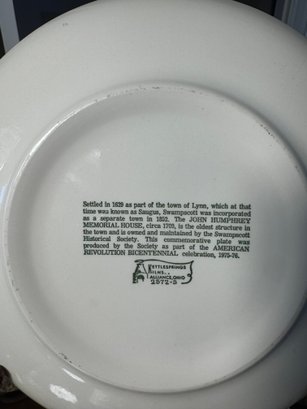 Settled in 1629 as part of the town of Lynn, which at that
time was known as Saugus, Swampscott was incorporated
as a separate town in 1852. The JOHN HUMPHREY
MEMORIAL HOUSE, circa 1700, is the oldest structure in
the town and is owned and maintained by the Swampscott
Historical Society. This commemorative plate was
produced by the Society as part of the AMERICAN
REVOLUTION BICENTENNIAL celebration, 1975-76.
KETTLESPRINGS
KILNS
ALLIANCE, OHIO
2572-S